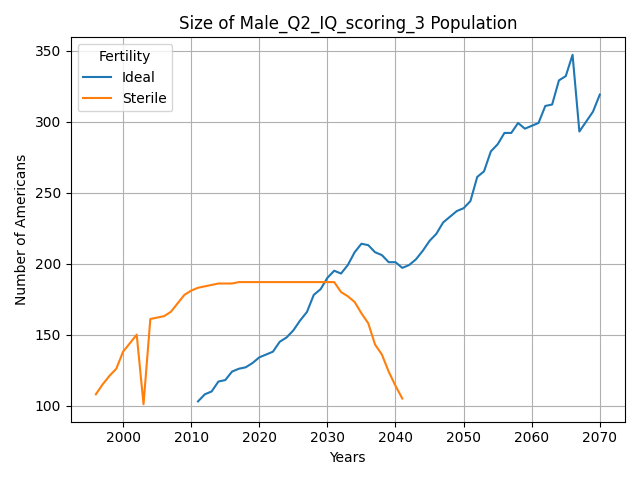 Size of Male_Q2_IQ_scoring_3 Population
Fertility
Ideal
Sterile
Number of Americans
350
300
250
200
150
100
2000
2010
2020
2030
2040
2050
2060
2070
Years